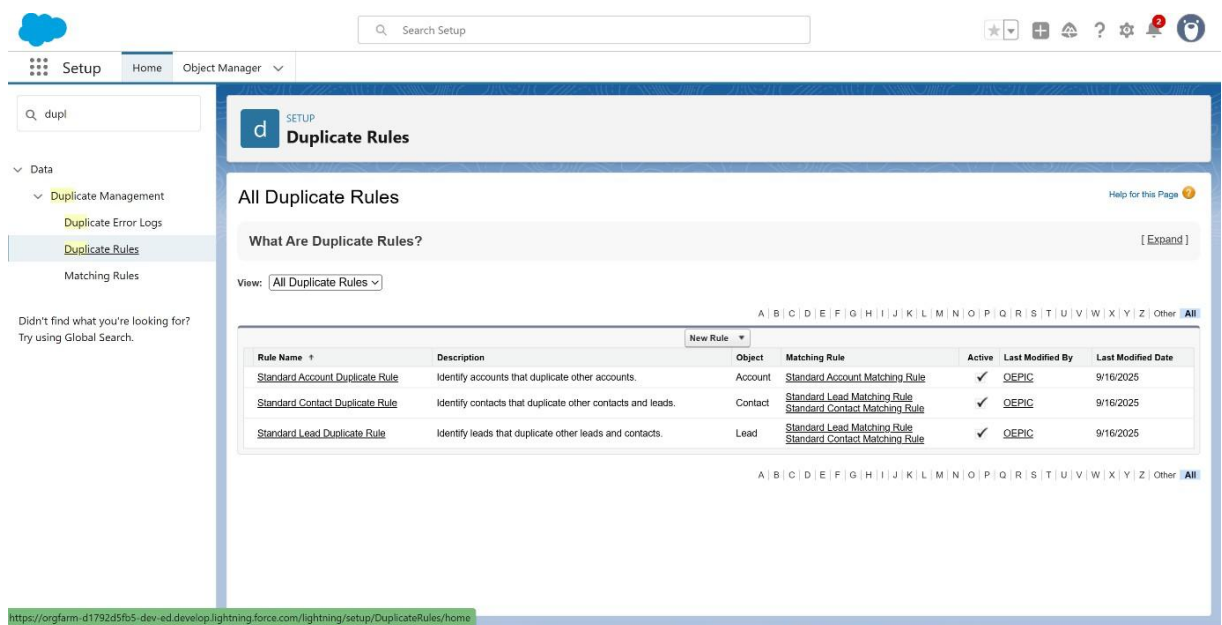 Search Setup
2
Setup
Home
Object Manager
dupl
Data
Duplicate Management
Duplicate Error Logs
Duplicate Rules
Matching Rules
Didn't find what you're looking for?
Try using Global Search.
d
SETUP
Duplicate Rules
All Duplicate Rules
Help for this Page ?
What Are Duplicate Rules?
[ Expand ]
View: All Duplicate Rules
A | B | C | D | E | F | G | H | I | J | K | L | M | N | O | P | Q | R | S | T | U | V | W | X | Y | Z | Other All
New Rule
Rule Name ↑ Description Object Matching Rule Active Last Modified By Last Modified Date
Standard Account Duplicate Rule Identify accounts that duplicate other accounts. Account Standard Account Matching Rule ✓ OEPIC 9/16/2025
Standard Contact Duplicate Rule Identify contacts that duplicate other contacts and leads. Contact Standard Lead Matching Rule ✓ OEPIC 9/16/2025
Standard Contact Matching Rule
Standard Lead Duplicate Rule Identify leads that duplicate other leads and contacts. Lead Standard Lead Matching Rule ✓ OEPIC 9/16/2025
Standard Contact Matching Rule
A | B | C | D | E | F | G | H | I | J | K | L | M | N | O | P | Q | R | S | T | U | V | W | X | Y | Z | Other All
https://orgfarm-d1792d5fb5-dev-ed.develop.lightning.force.com/lightning/setup/DuplicateRules/home